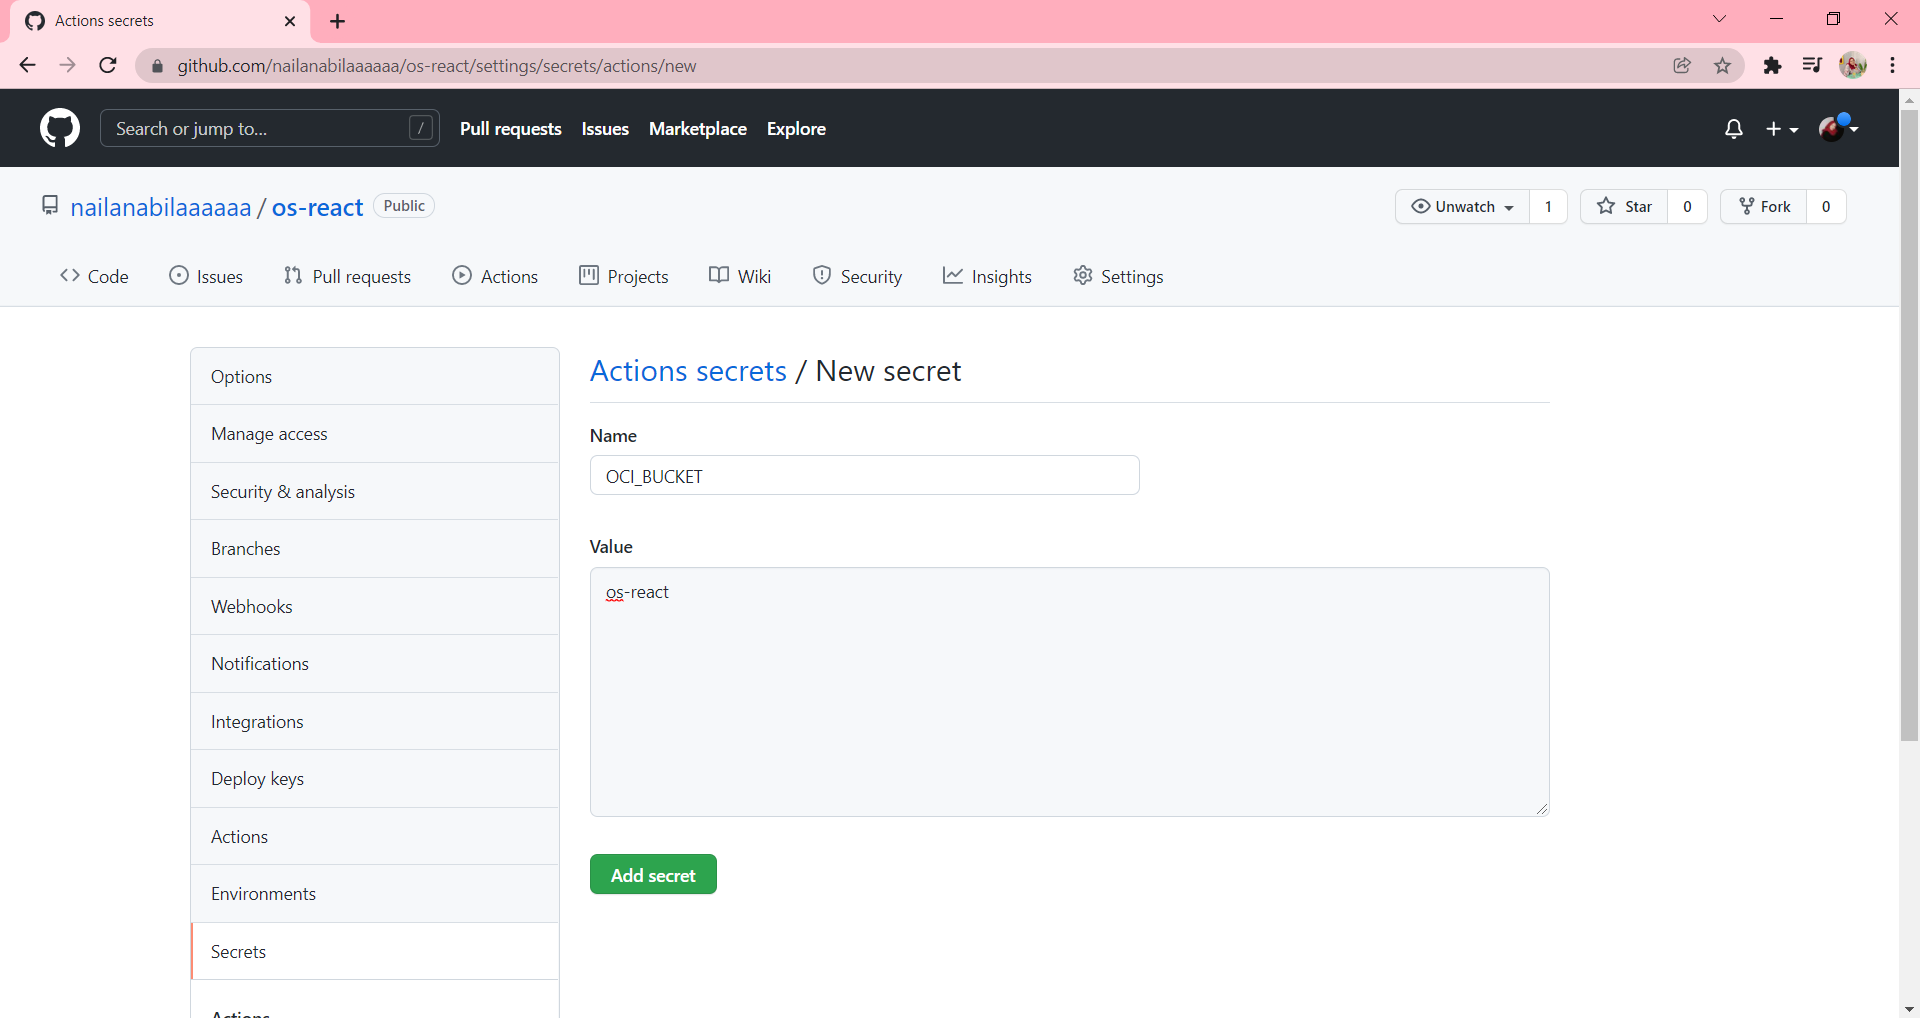 Actions secrets
github.com/nailanabilaaaaaa/os-react/settings/secrets/actions/new
Search or jump to... /
Pull requests Issues Marketplace Explore
nailanabilaaaaaa / os-react Public
Unwatch 1 Star 0 Fork 0
Code Issues Pull requests Actions Projects Wiki Security Insights Settings
Options
Manage access
Security & analysis
Branches
Webhooks
Notifications
Integrations
Deploy keys
Actions
Environments
Secrets
Actions
Actions secrets / New secret
Name
OCI_BUCKET
Value
os-react
Add secret